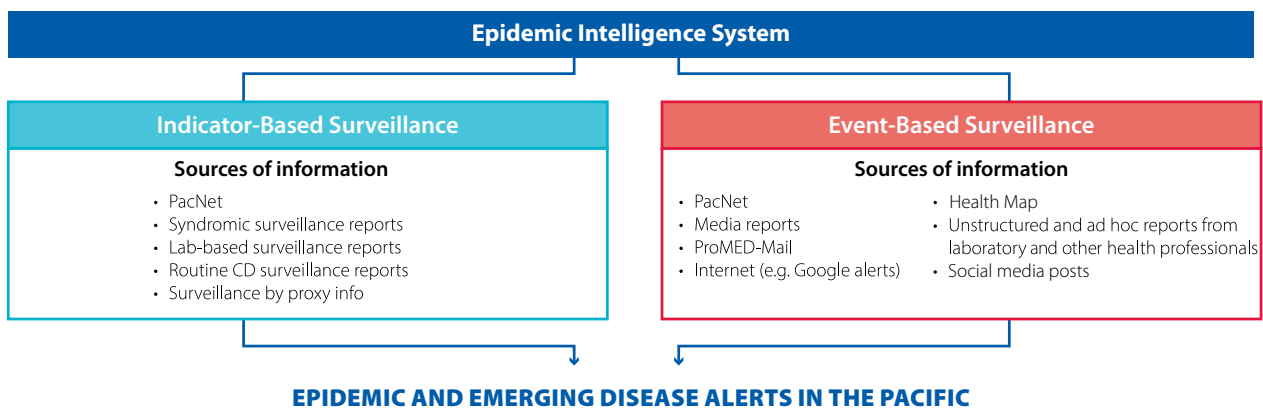 Epidemic Intelligence System
Indicator-Based Surveillance
Sources of information
• PacNet
• Syndromic surveillance reports
• Lab-based surveillance reports
• Routine CD surveillance reports
• Surveillance by proxy info
Event-Based Surveillance
Sources of information
• PacNet
• Media reports
• ProMED-Mail
• Internet (e.g. Google alerts)
• Health Map
• Unstructured and ad hoc reports from
laboratory and other health professionals
• Social media posts
EPIDEMIC AND EMERGING DISEASE ALERTS IN THE PACIFIC